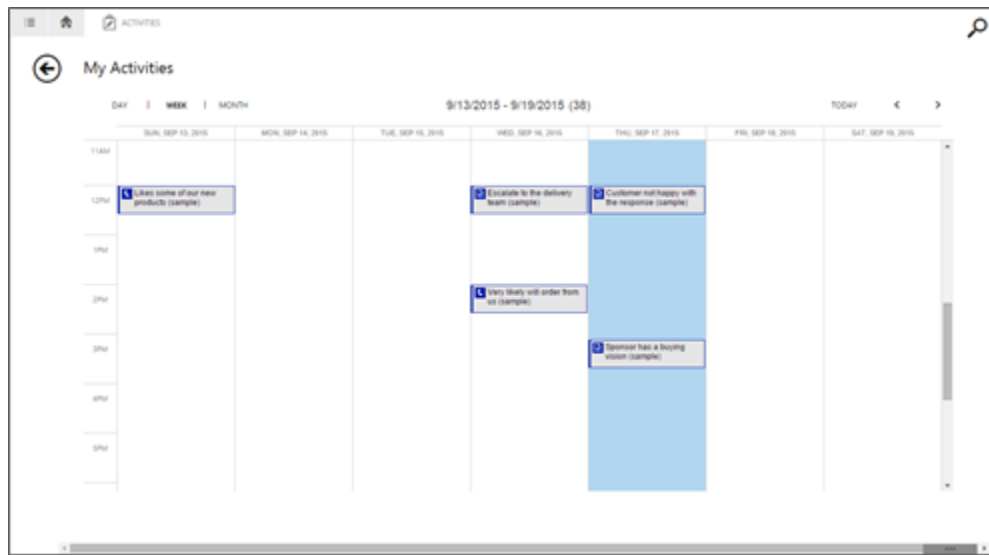 ACTIVITIES
My Activities
DAY | WEEK | MONTH
9/13/2015 - 9/19/2015 (38)
TODAY < >
SUN, SEP 13, 2015
MON, SEP 14, 2015
TUE, SEP 15, 2015
WED, SEP 16, 2015
THU, SEP 17, 2015
FRI, SEP 18, 2015
SAT, SEP 19, 2015
11AM
12PM
Likes some of our new
products (sample)
Escalate to the delivery
team (sample)
Customer not happy with
the response (sample)
1PM
2PM
Very likely will order from
us (sample)
3PM
Sponsor has a buying
vision (sample)
4PM
5PM